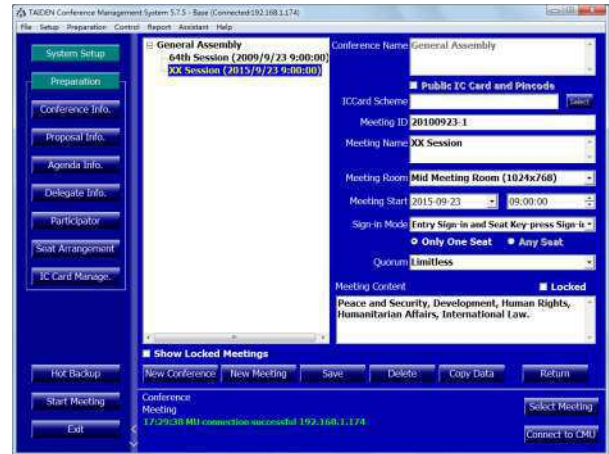 TAIDEN Conference Management System 5.7.5 - Base (Connected:192.168.1.174)
File Setup Preparation Control Report Assistant Help
System Setup
Preparation
Conference Info.
Proposal Info.
Agenda Info.
Delegate Info.
Participator
Seat Arrangement
IC Card Manage.
Hot Backup
Start Meeting
Exit
General Assembly
64th Session (2009/9/23 9:00:00)
XX Session (2015/9/23 9:00:00)
Show Locked Meetings
Conference Name General Assembly
Public IC Card and Pincode
ICCard Scheme Select
Meeting ID 20100923-1
Meeting Name XX Session
Meeting Room Mid Meeting Room (1024x768)
Meeting Start 2015-09-23 09:00:00
Sign-in Mode Entry Sign-in and Seat Key-press Sign-in
Only One Seat Any Seat
Quorum Limitless
Meeting Content Locked
Peace and Security, Development, Human Rights,
Humanitarian Affairs, International Law.
New Conference New Meeting Save Delete Copy Data Return
Conference
Meeting
17:29:38 MU connection successful 192.168.1.174
Select Meeting
Connect to CMU